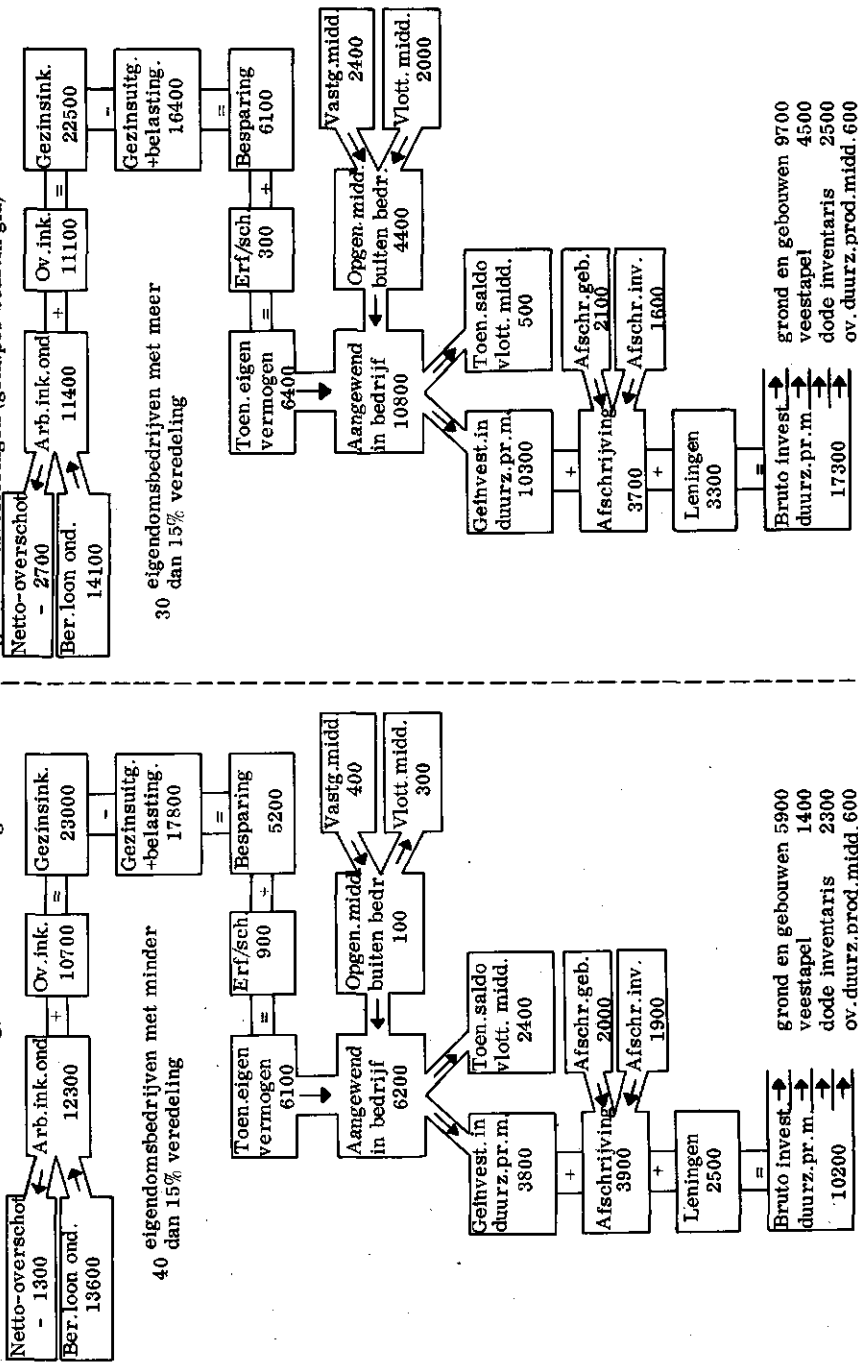 Netto-overschot
- 1300
Ber.loon ond.
13600
Arb.ink.ond
12300
+
Ov.ink.
10700
=
Gezinsink.
23000
-
Gezinsuitg.
+belasting.
17800
=
Besparing
5200
+
Erf/sch.
900
=
Toen.eigen
vermogen
6100
40 eigendomsbedrijven met minder
dan 15% veredeling
Vastg.midd.
400
Vlott.midd.
300
Opgen.midd.
buiten bedr.
100
Aangewend
in bedrijf
6200
Toen.saldo
vlott. midd.
2400
Geïnvest.in
duurz.pr.m.
3800
+
Afschr.geb.
2000
Afschr.inv.
1900
Afschrijving
3900
+
Leningen
2500
=
Bruto invest.
duurz.pr.m.
10200
grond en gebouwen 5900
veestapel 1400
dode inventaris 2300
ov.duurz.prod.midd 600
Netto-overschot
- 2700
Ber.loon ond.
14100
Arb.ink.ond
11400
+
Ov.ink.
11100
=
Gezinsink.
22500
-
Gezinsuitg.
+belasting.
16400
=
Besparing
6100
+
Erf/sch.
300
=
Toen.eigen
vermogen
6400
30 eigendomsbedrijven met meer
dan 15% veredeling
Vastg.midd.
2400
Vlott.midd.
2000
Opgen.midd.
buiten bedr.
4400
Aangewend
in bedrijf
10800
Toen.saldo
vlott. midd.
500
Geïnvest.in
duurz.pr.m.
10300
+
Afschr.geb.
2100
Afschr.inv.
1600
Afschrijving
3700
+
Leningen
3300
=
Bruto invest
duurz.pr.m.
17300
grond en gebouwen 9700
veestapel 4500
dode inventaris 2500
ov.duurz.prod.midd.600